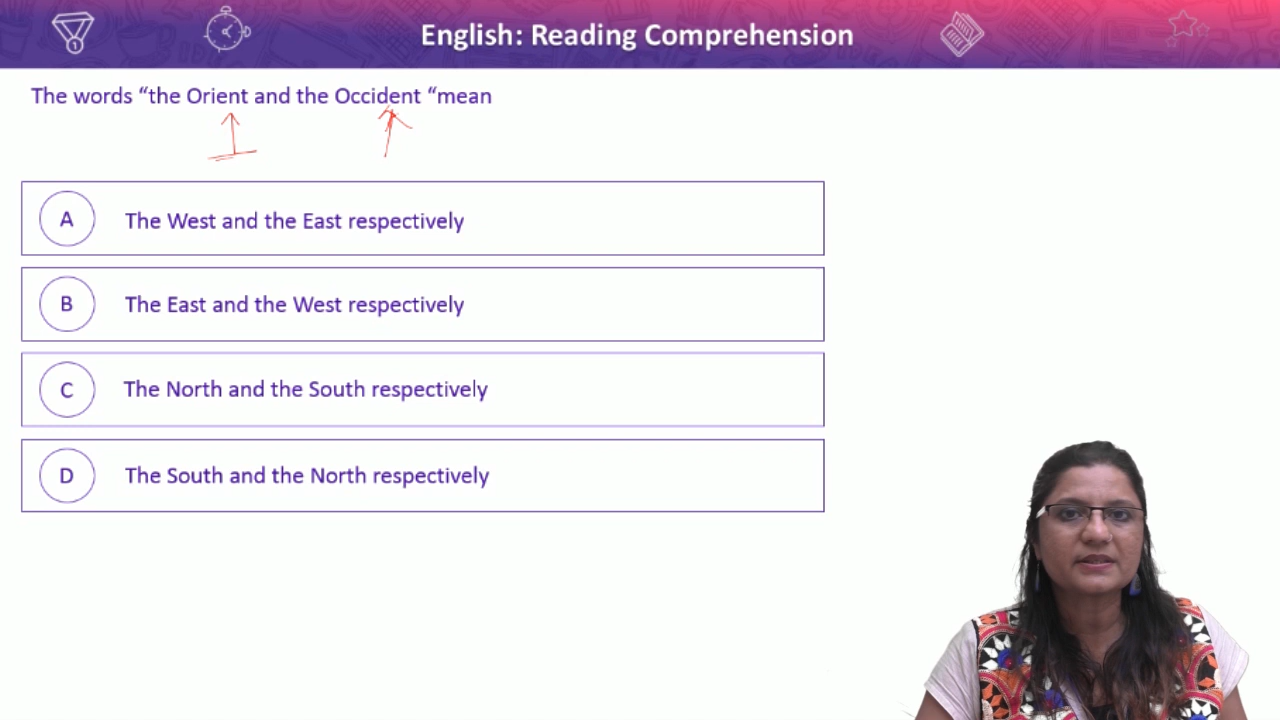 English: Reading Comprehension
The words “the Orient and the Occident “mean
A The West and the East respectively
B The East and the West respectively
C The North and the South respectively
D The South and the North respectively
1